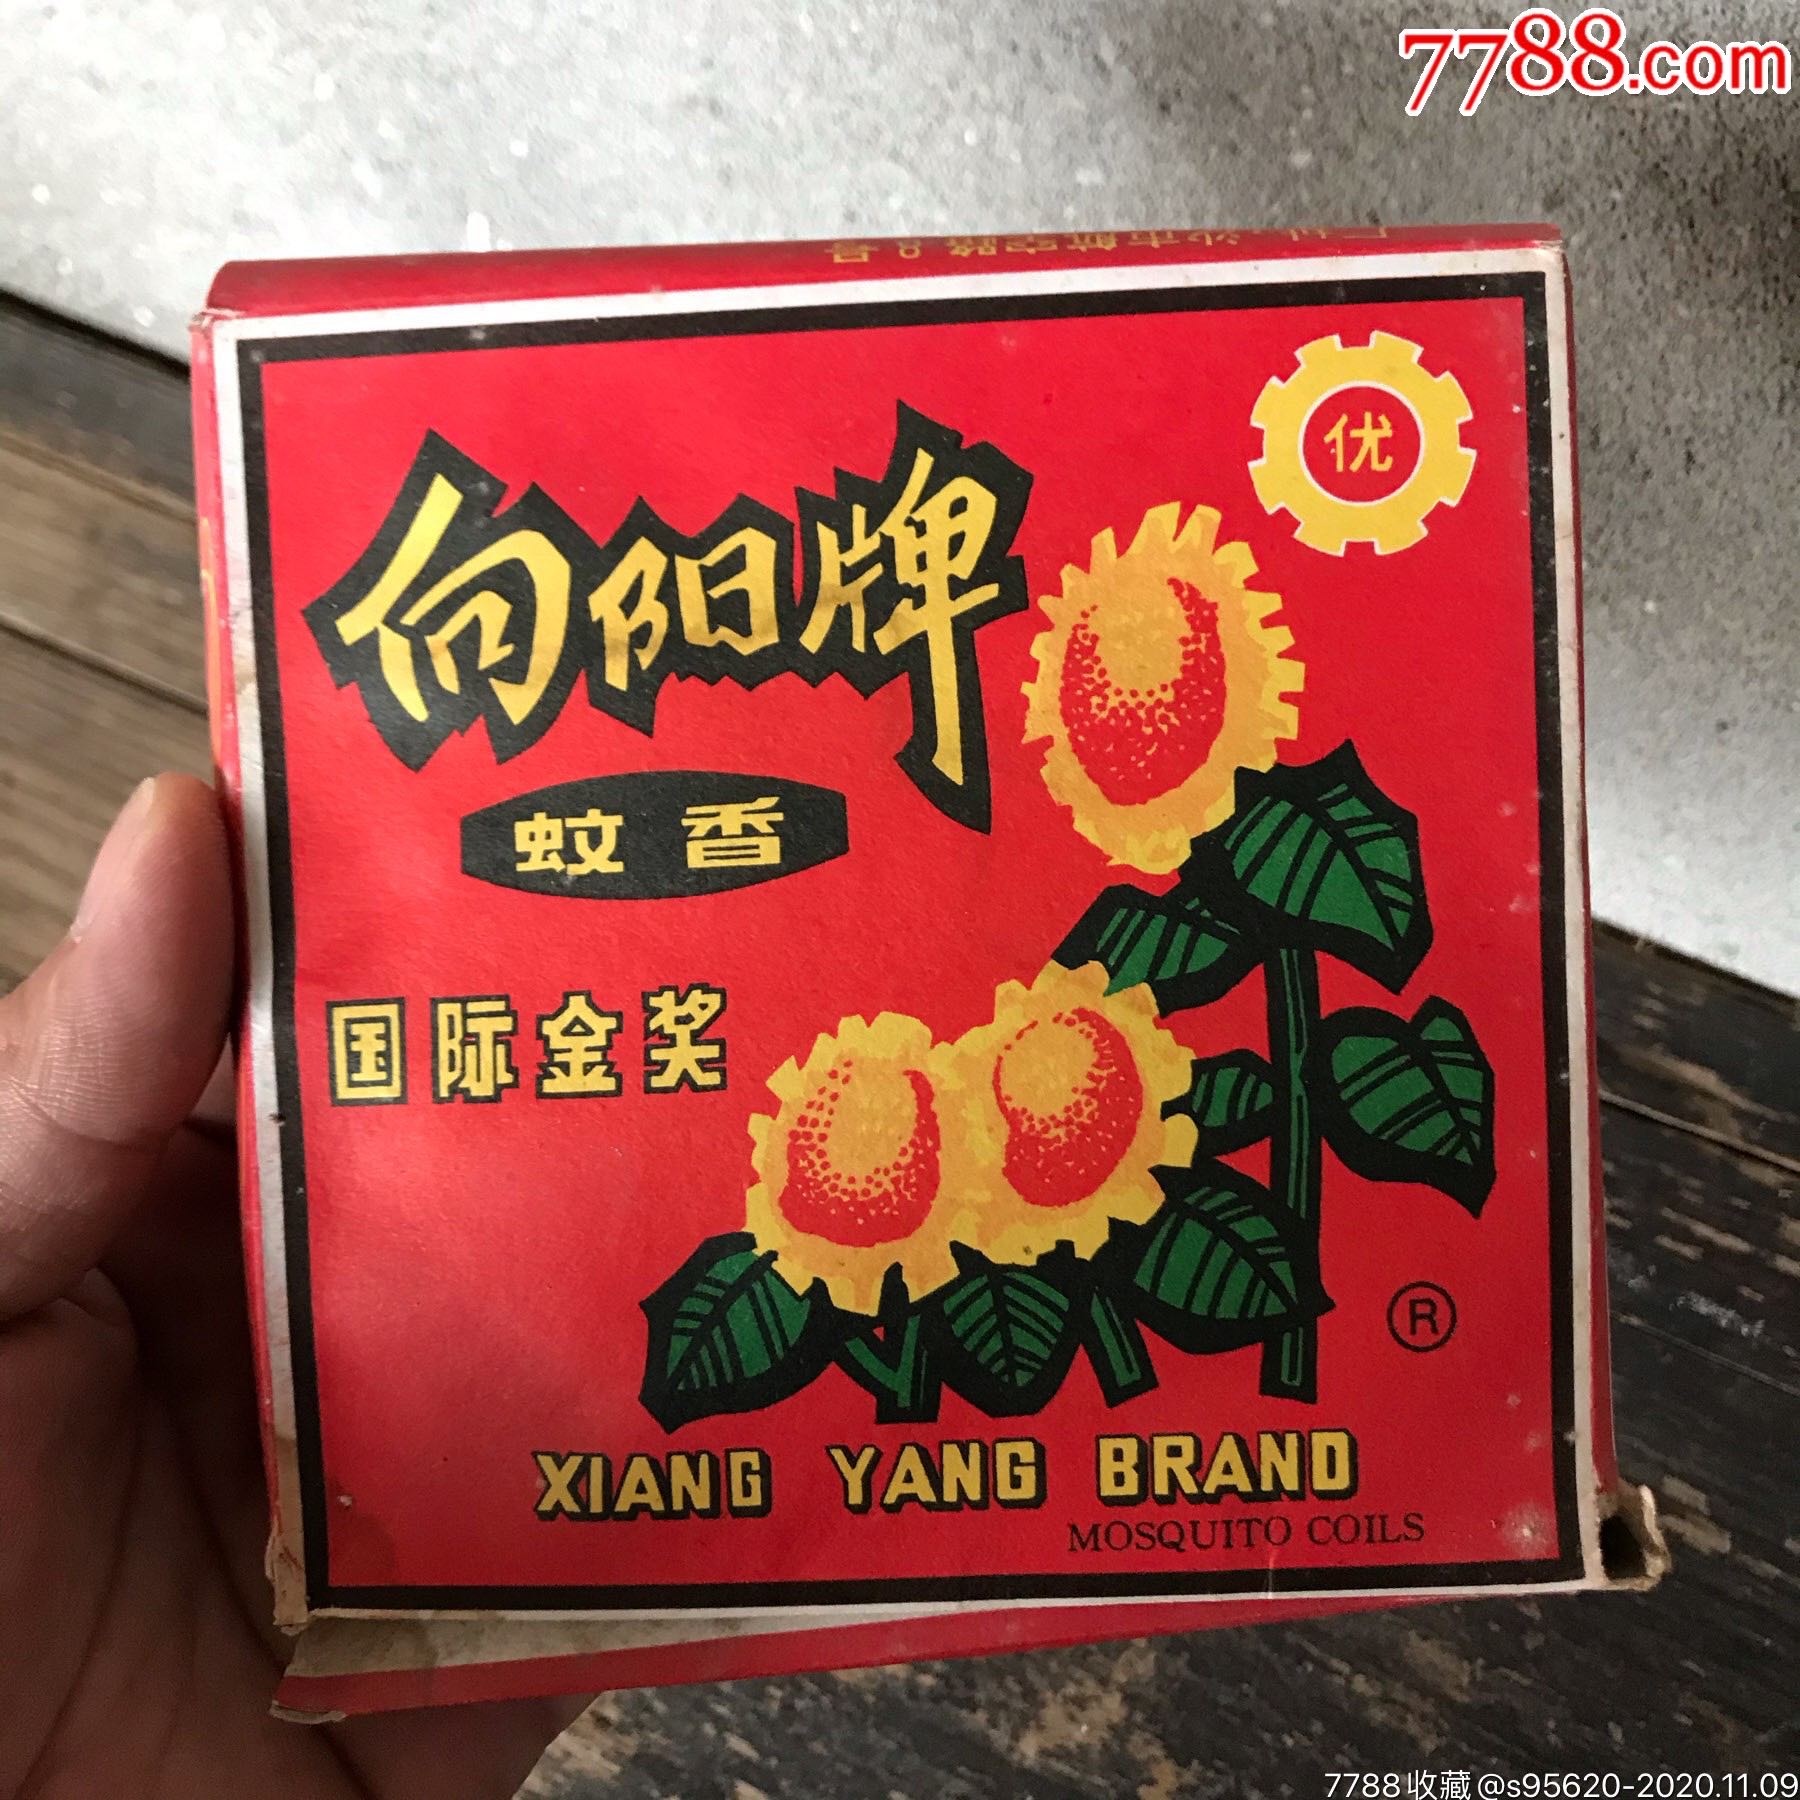 7788.com
优
向阳牌
蚊香
国际金奖
®
XIANG YANG BRAND
MOSQUITO COILS
7788收藏@s95620-2020.11.09